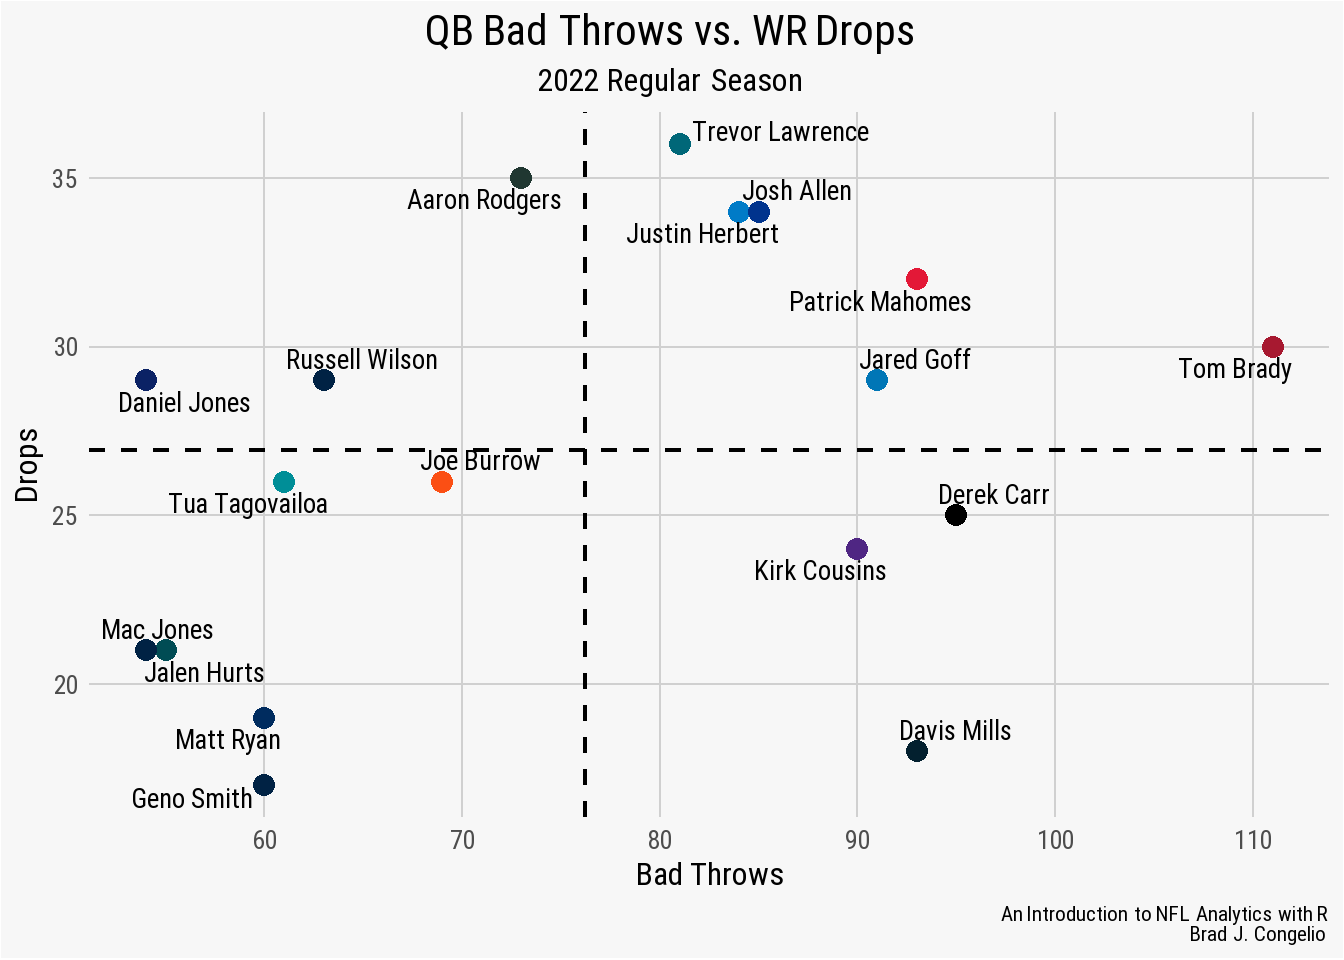 QB Bad Throws vs. WR Drops
2022 Regular Season
Trevor Lawrence
35
Aaron Rodgers
Josh Allen
Justin Herbert
Patrick Mahomes
30
Russell Wilson
Jared Goff
Tom Brady
Daniel Jones
Drops
Joe Burrow
Tua Tagovailoa
Derek Carr
25
Kirk Cousins
Mac Jones
Jalen Hurts
20
Matt Ryan
Davis Mills
Geno Smith
60 70 80 90 100 110
Bad Throws
An Introduction to NFL Analytics with R
Brad J. Congelio